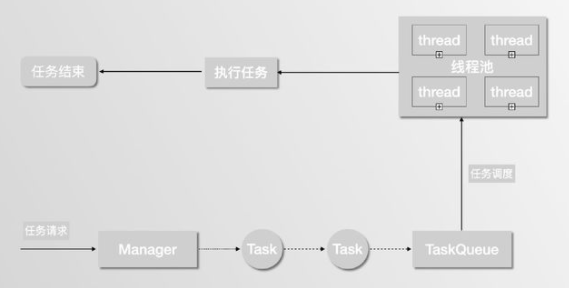 thread
thread
线程池
thread
thread
执行任务
任务结束
任务调度
任务请求
Manager
Task
Task
TaskQueue